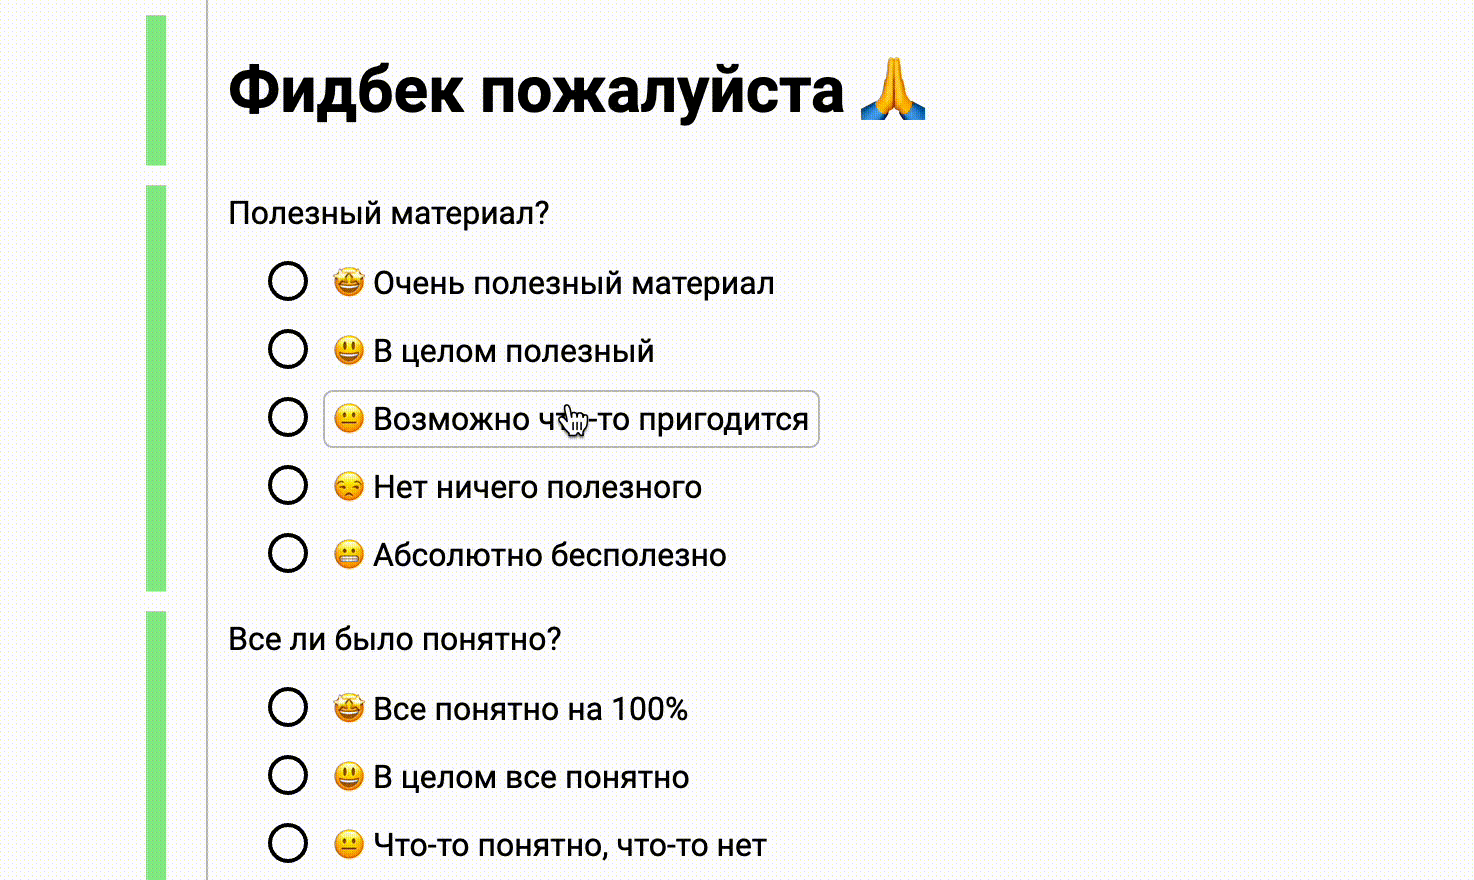 Фидбек пожалуйста 🙏
Полезный материал?
🤩 Очень полезный материал
😃 В целом полезный
😐 Возможно что-то пригодится
😒 Нет ничего полезного
😬 Абсолютно бесполезно
Все ли было понятно?
🤩 Все понятно на 100%
😃 В целом все понятно
😐 Что-то понятно, что-то нет